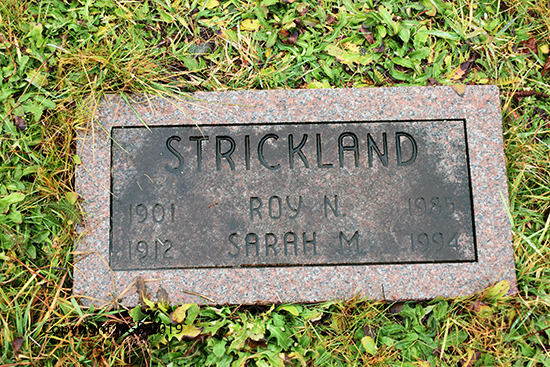 STRICKLAND
1901 ROY N. 1985
1912 SARAH M. 1994